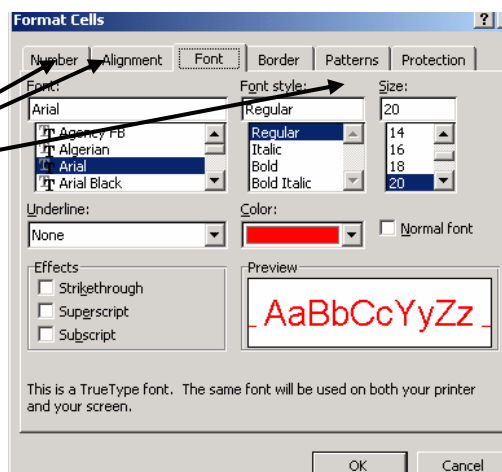 Format Cells ?
Number Alignment Font Border Patterns Protection
Font: Font style: Size:
Arial Regular 20
Agency FB Regular 14
Algerian Italic 16
Arial Bold 18
Arial Black Bold Italic 20
Underline: Color:
None Normal font
Effects Preview
Strikethrough
Superscript AaBbCcYyZz
Subscript
This is a TrueType font. The same font will be used on both your printer
and your screen.
OK Cancel